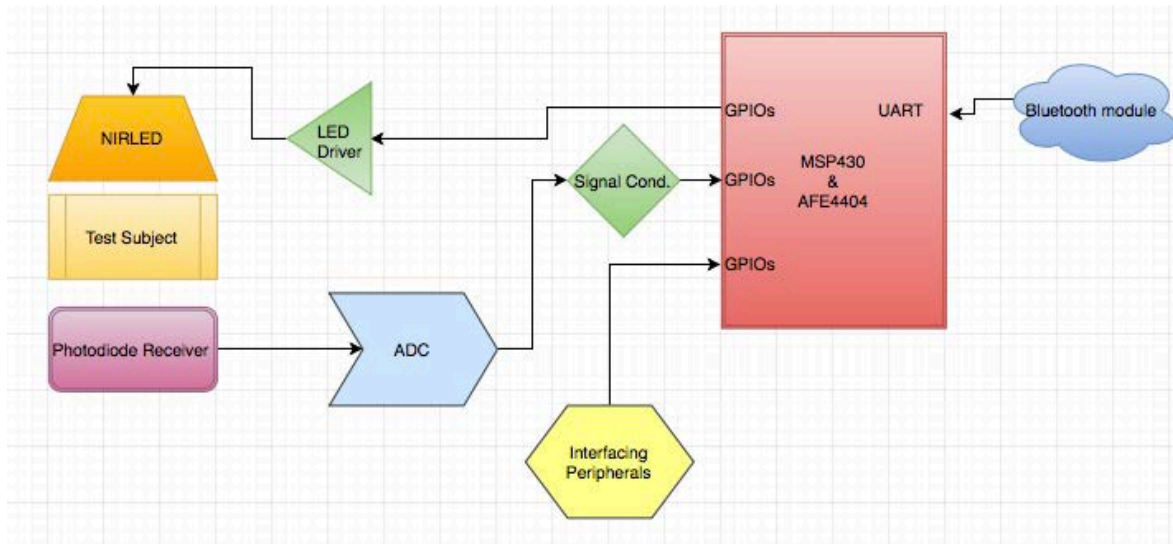 GPIOs
UART
Bluetooth module
NIRLED
LED
Driver
Signal Cond.
GPIOs
MSP430
&
AFE4404
Test Subject
GPIOs
Photodiode Receiver
ADC
Interfacing
Peripherals